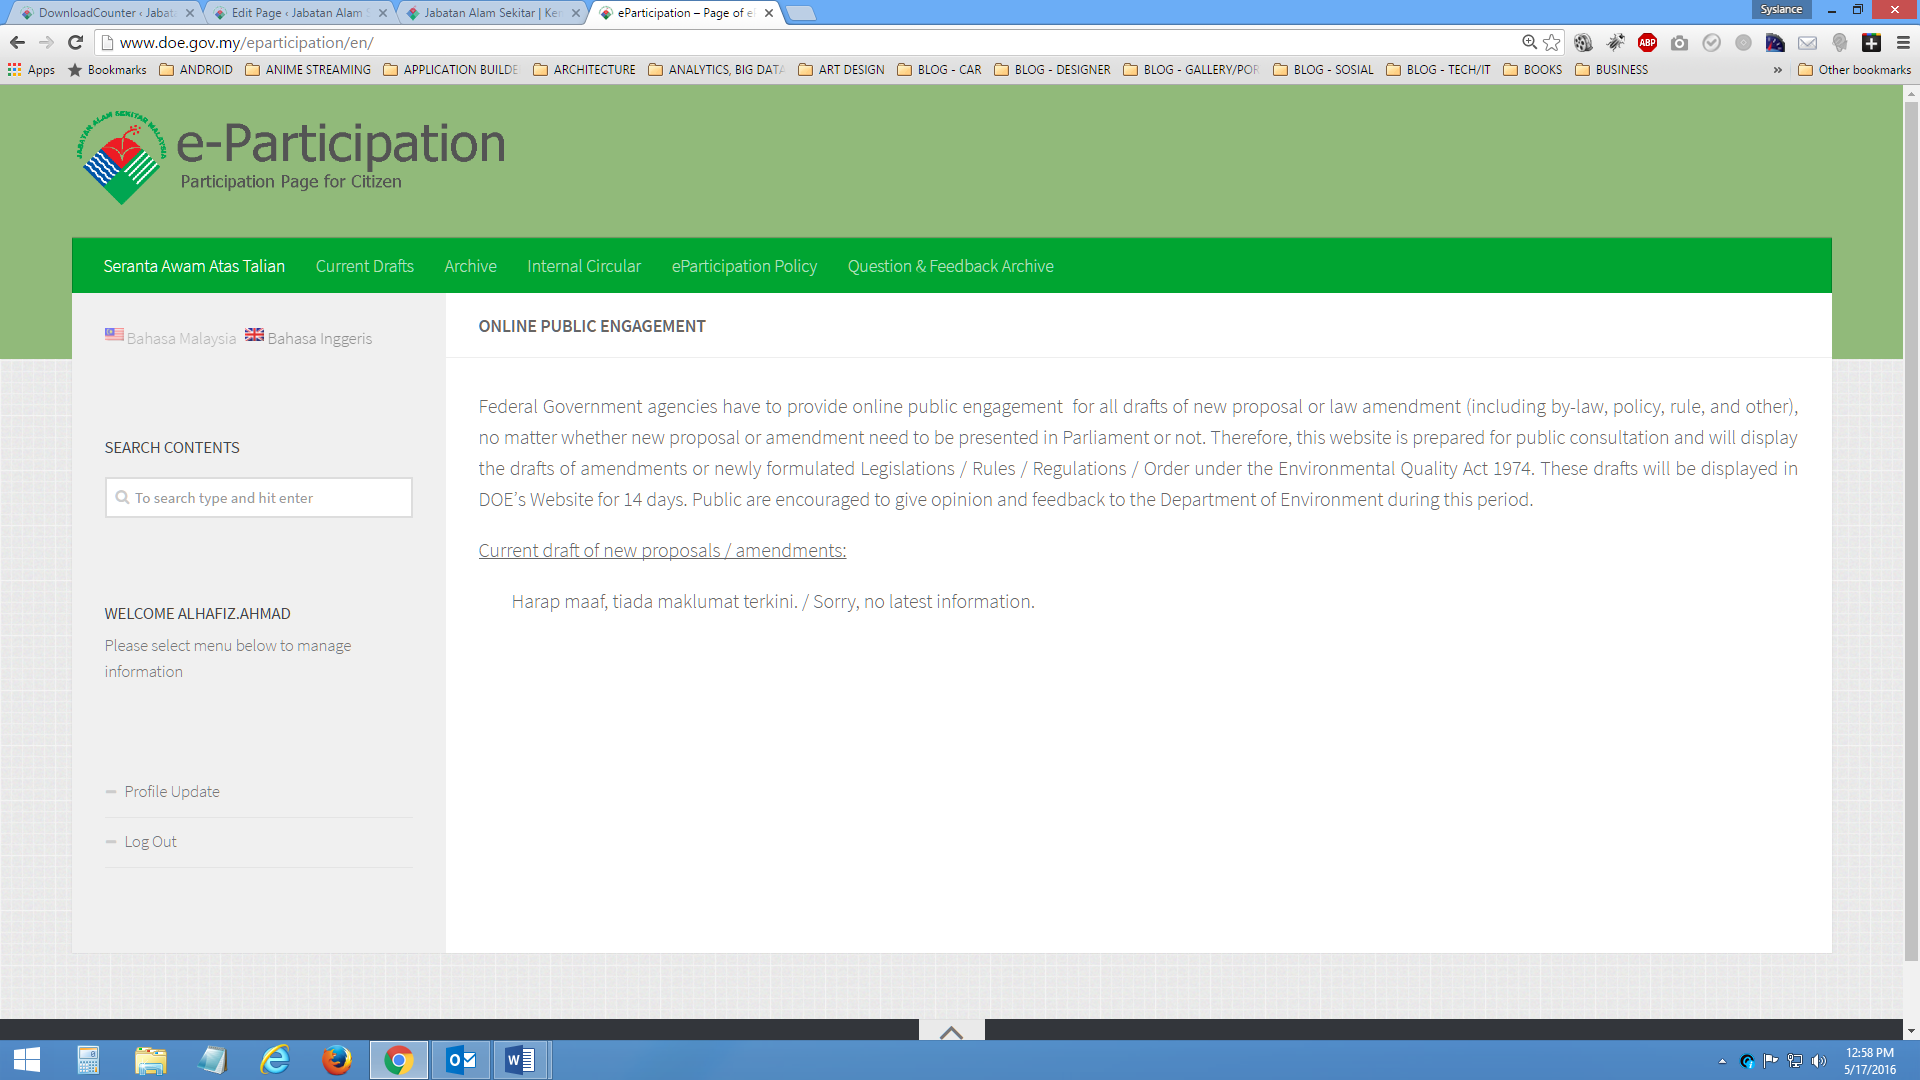 DownloadCounter ‹ Jabat
Edit Page ‹ Jabatan Alam S
Jabatan Alam Sekitar | Ken
eParticipation – Page of e
Syslance
www.doe.gov.my/eparticipation/en/
Apps Bookmarks ANDROID ANIME STREAMING APPLICATION BUILDE ARCHITECTURE ANALYTICS, BIG DATA ART DESIGN BLOG - CAR BLOG - DESIGNER BLOG - GALLERY/POR BLOG - SOSIAL BLOG - TECH/IT BOOKS BUSINESS » Other bookmarks
JABATAN ALAM SEKITAR MALAYSIA
e-Participation
Participation Page for Citizen
Seranta Awam Atas Talian Current Drafts Archive Internal Circular eParticipation Policy Question & Feedback Archive
Bahasa Malaysia Bahasa Inggeris
SEARCH CONTENTS
To search type and hit enter
WELCOME ALHAFIZ.AHMAD
Please select menu below to manage
information
Profile Update
Log Out
ONLINE PUBLIC ENGAGEMENT
Federal Government agencies have to provide online public engagement for all drafts of new proposal or law amendment (including by-law, policy, rule, and other),
no matter whether new proposal or amendment need to be presented in Parliament or not. Therefore, this website is prepared for public consultation and will display
the drafts of amendments or newly formulated Legislations / Rules / Regulations / Order under the Environmental Quality Act 1974. These drafts will be displayed in
DOE’s Website for 14 days. Public are encouraged to give opinion and feedback to the Department of Environment during this period.
Current draft of new proposals / amendments:
Harap maaf, tiada maklumat terkini. / Sorry, no latest information.
12:58 PM
5/17/2016